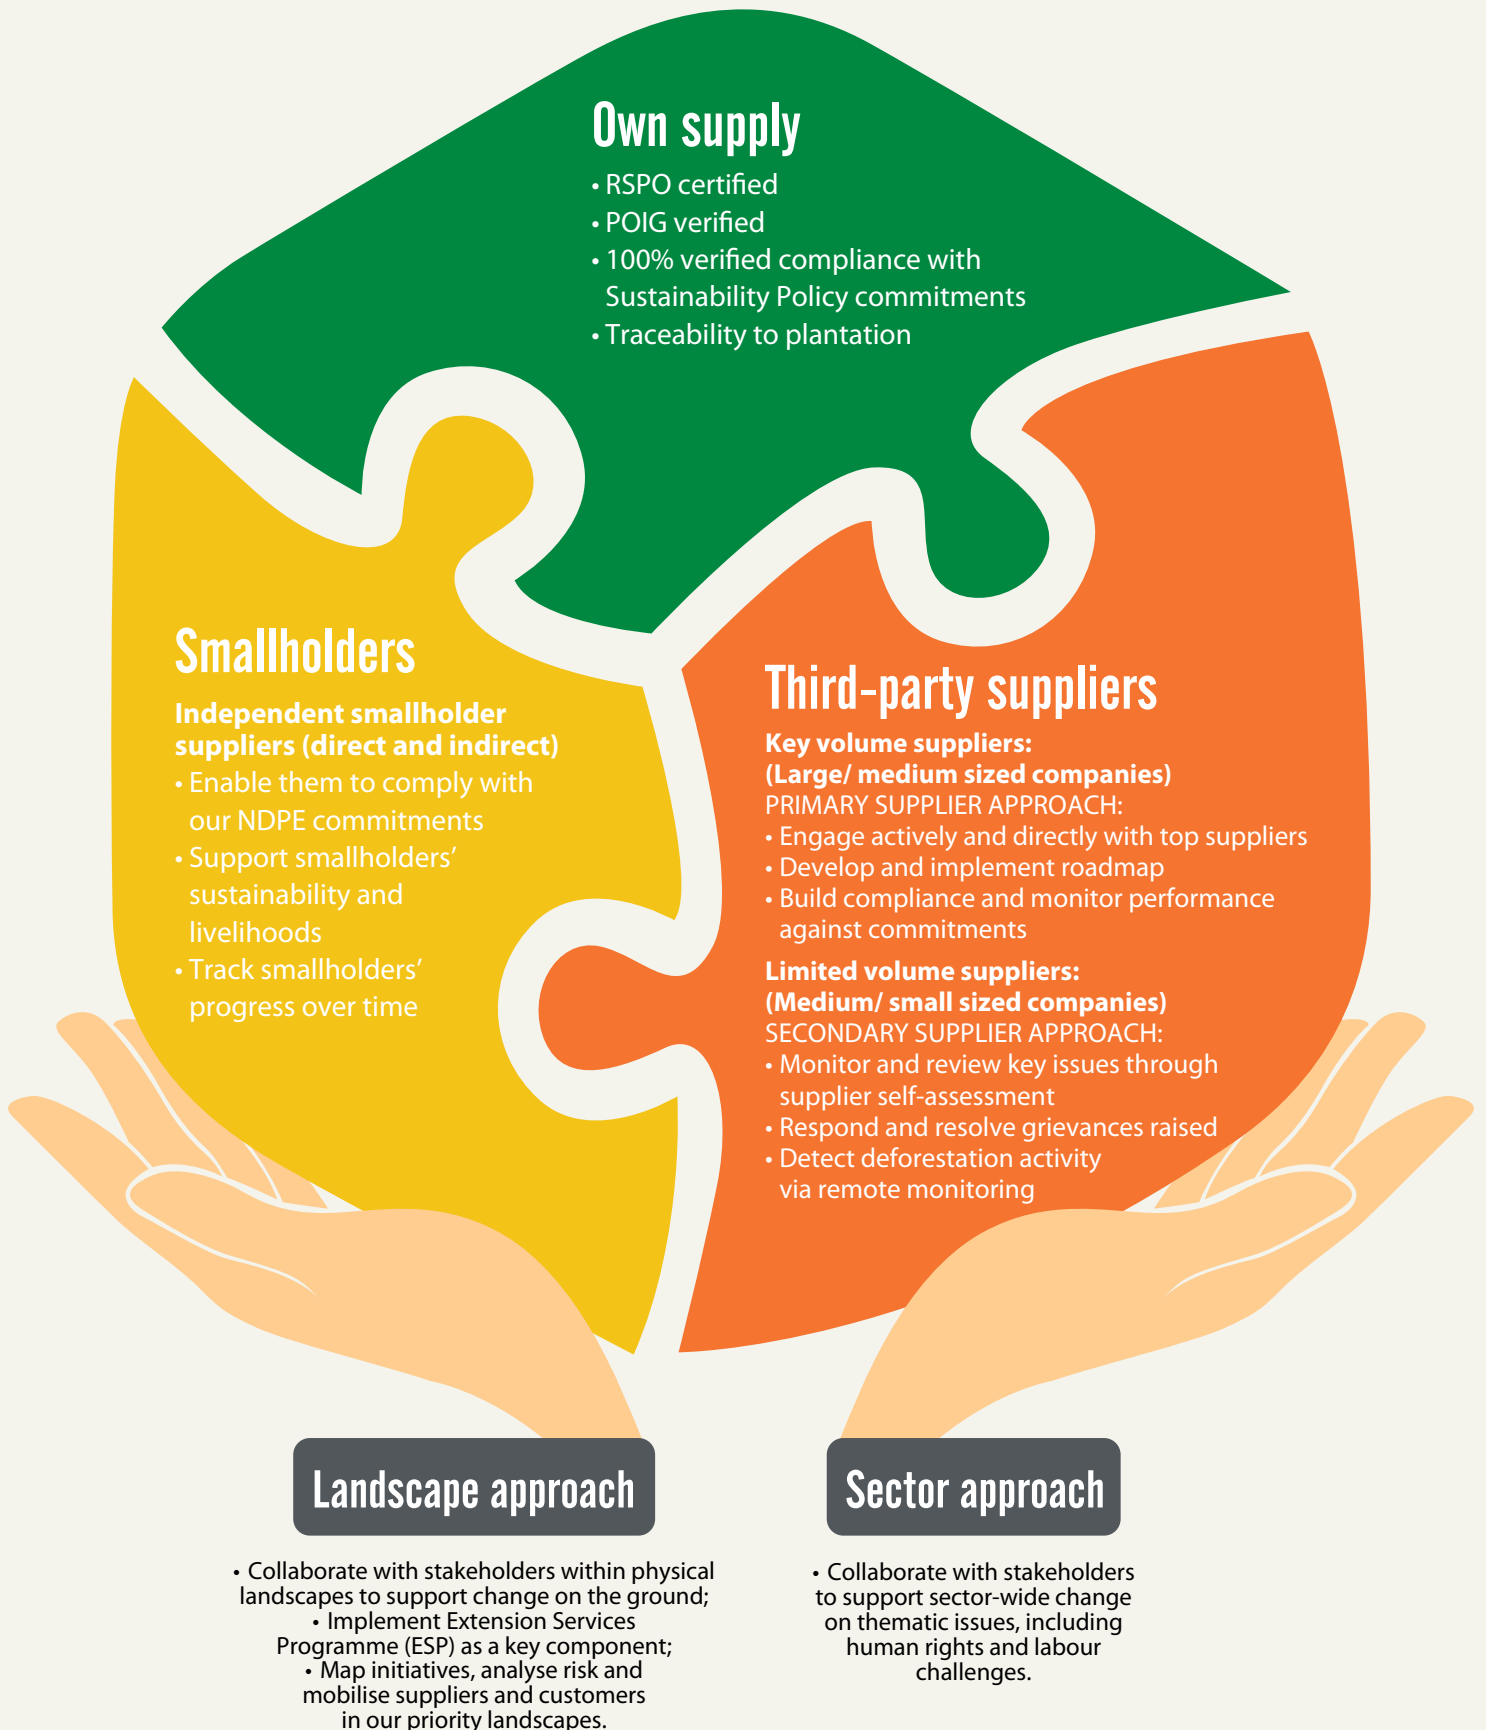 Own supply
• RSPO certified
• POIG verified
• 100% verified compliance with
Sustainability Policy commitments
• Traceability to plantation
Smallholders
Independent smallholder
suppliers (direct and indirect)
• Enable them to comply with
our NDPE commitments
• Support smallholders’
sustainability and
livelihoods
• Track smallholders’
progress over time
Third-party suppliers
Key volume suppliers:
(Large/ medium sized companies)
PRIMARY SUPPLIER APPROACH:
• Engage actively and directly with top suppliers
• Develop and implement roadmap
• Build compliance and monitor performance
against commitments
Limited volume suppliers:
(Medium/ small sized companies)
SECONDARY SUPPLIER APPROACH:
• Monitor and review key issues through
supplier self-assessment
• Respond and resolve grievances raised
• Detect deforestation activity
via remote monitoring
Landscape approach
• Collaborate with stakeholders within physical
landscapes to support change on the ground;
• Implement Extension Services
Programme (ESP) as a key component;
• Map initiatives, analyse risk and
mobilise suppliers and customers
in our priority landscapes.
Sector approach
• Collaborate with stakeholders
to support sector-wide change
on thematic issues, including
human rights and labour
challenges.